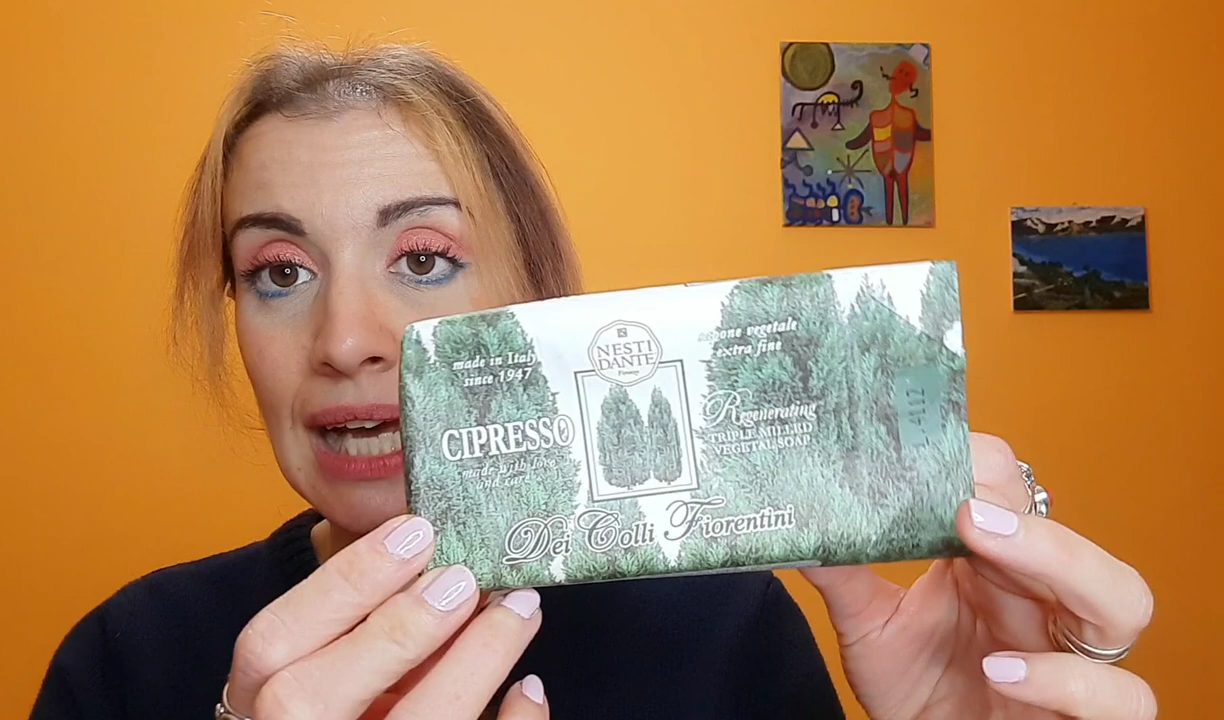 made in Italy
since 1947
CIPRESSO
made with love
and care
NESTI
DANTE
Firenze
sapone vegetale
extra fine
Regenerating
TRIPLE MILLED
VEGETAL SOAP
Dei Colli Fiorentini